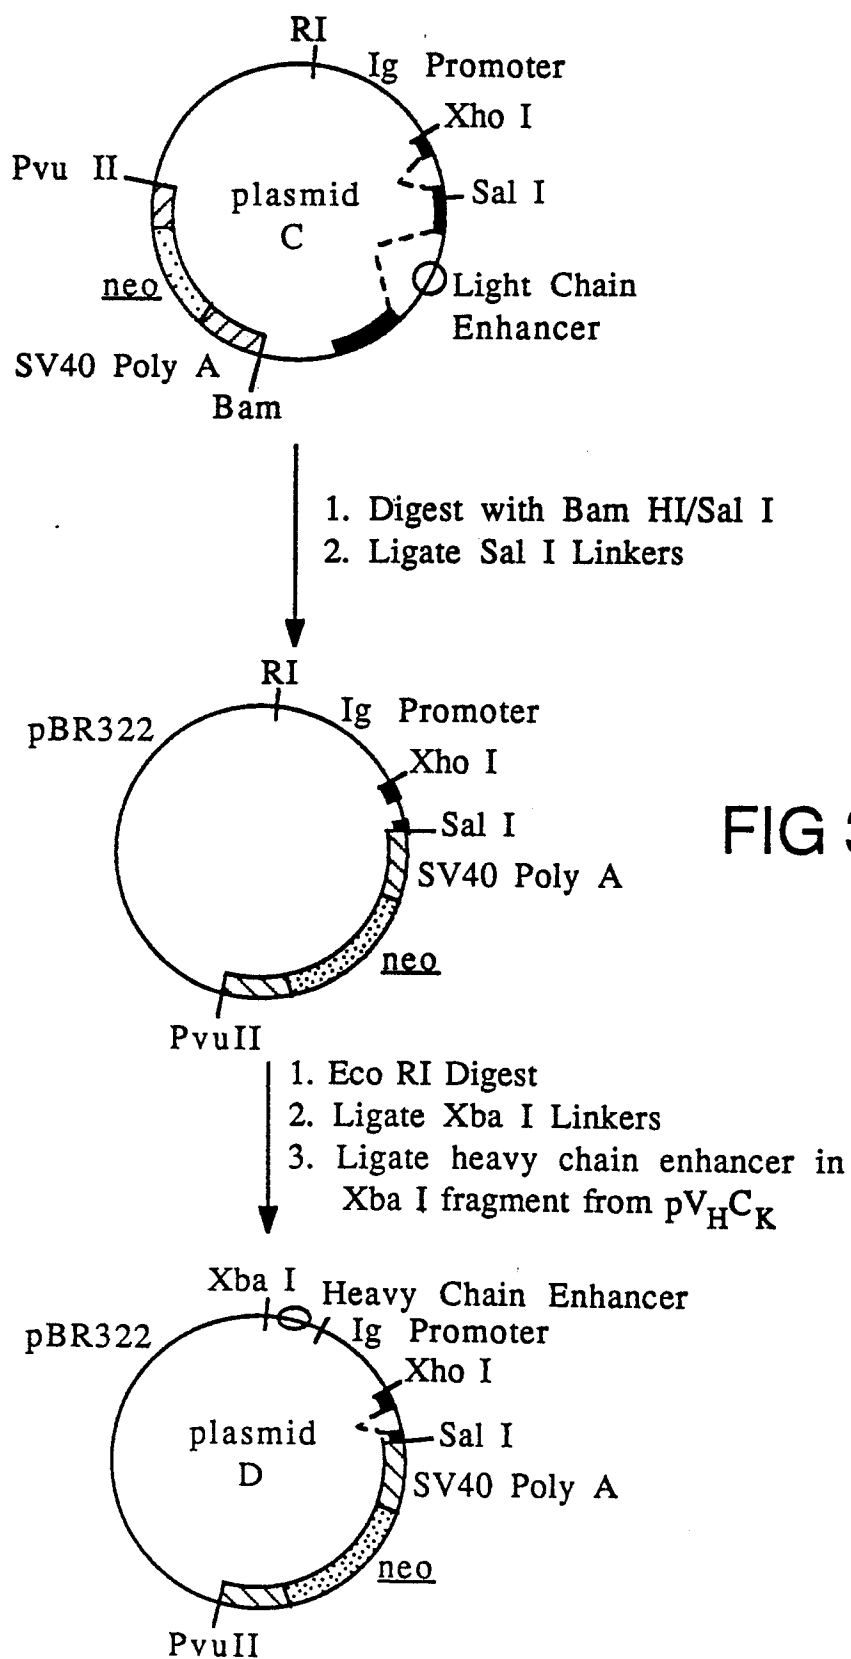 RI
Ig Promoter
Xho I
Pvu II
plasmid
C
Sal I
neo
Light Chain
Enhancer
SV40 Poly A
Bam
1. Digest with Bam HI/Sal I
2. Ligate Sal I Linkers
RI
pBR322
Ig Promoter
Xho I
Sal I
FIG 3
SV40 Poly A
neo
PvuII
1. Eco RI Digest
2. Ligate Xba I Linkers
3. Ligate heavy chain enhancer in
Xba I fragment from pVHCK
Xba I
Heavy Chain Enhancer
pBR322
Ig Promoter
Xho I
plasmid
D
Sal I
SV40 Poly A
neo
PvuII